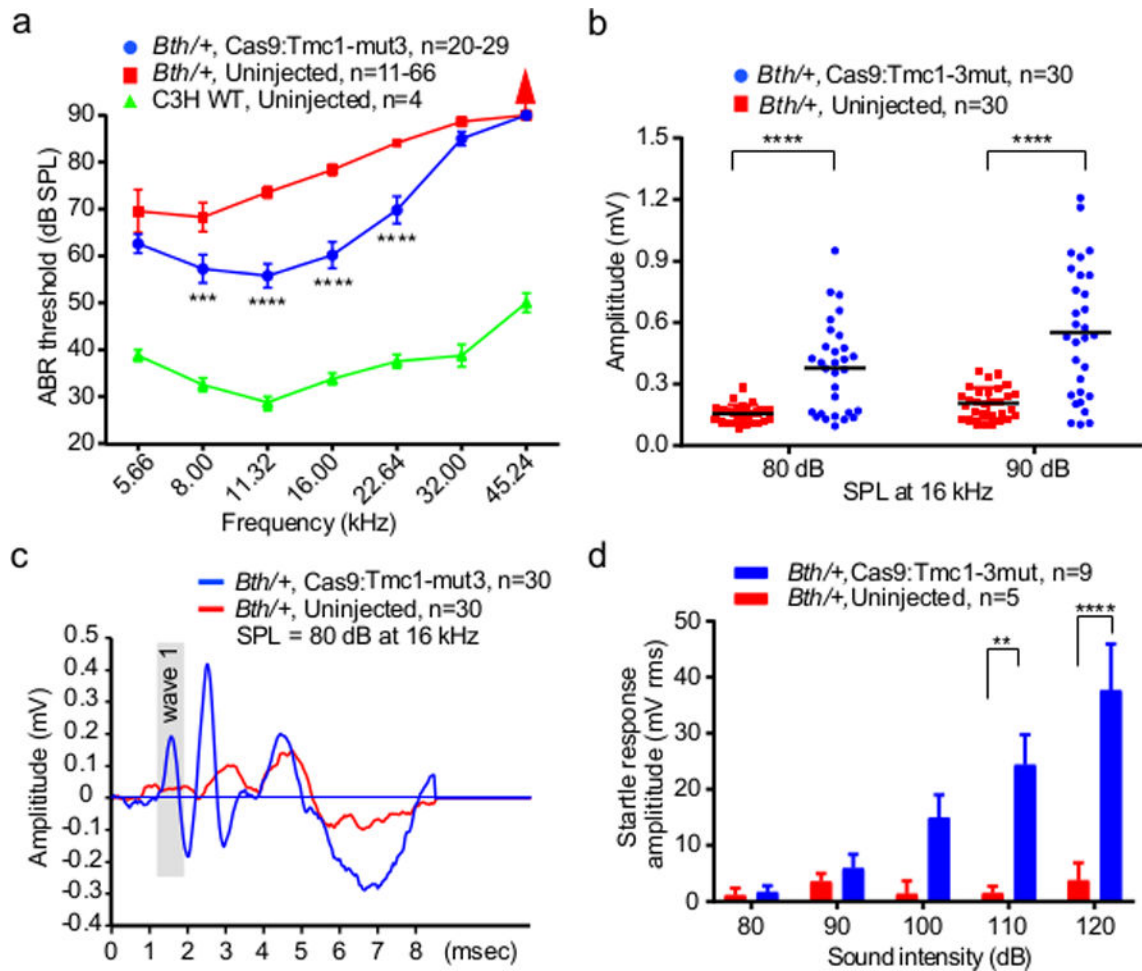 a
Bth/+, Cas9:Tmc1-mut3, n=20-29
Bth/+, Uninjected, n=11-66
C3H WT, Uninjected, n=4
ABR threshold (dB SPL)
90
80
70
60
50
40
30
20
***
****
****
****
5.66
8.00
11.32
16.00
22.64
32.00
45.24
Frequency (kHz)
b
Bth/+, Cas9:Tmc1-3mut, n=30
Bth/+, Uninjected, n=30
Amplititude (mV)
1.5
1.2
0.9
0.6
0.3
0.0
****
****
80 dB
90 dB
SPL at 16 kHz
c
Bth/+, Cas9:Tmc1-mut3, n=30
Bth/+, Uninjected, n=30
SPL = 80 dB at 16 kHz
Amplititude (mV)
0.5
0.4
0.3
0.2
0.1
0
-0.1
-0.2
-0.3
-0.4
wave 1
0 1 2 3 4 5 6 7 8 (msec)
d
Bth/+, Cas9:Tmc1-3mut, n=9
Bth/+, Uninjected, n=5
Startle response
amplititude (mV rms)
50
40
30
20
10
0
**
****
80 90 100 110 120
Sound intensity (dB)